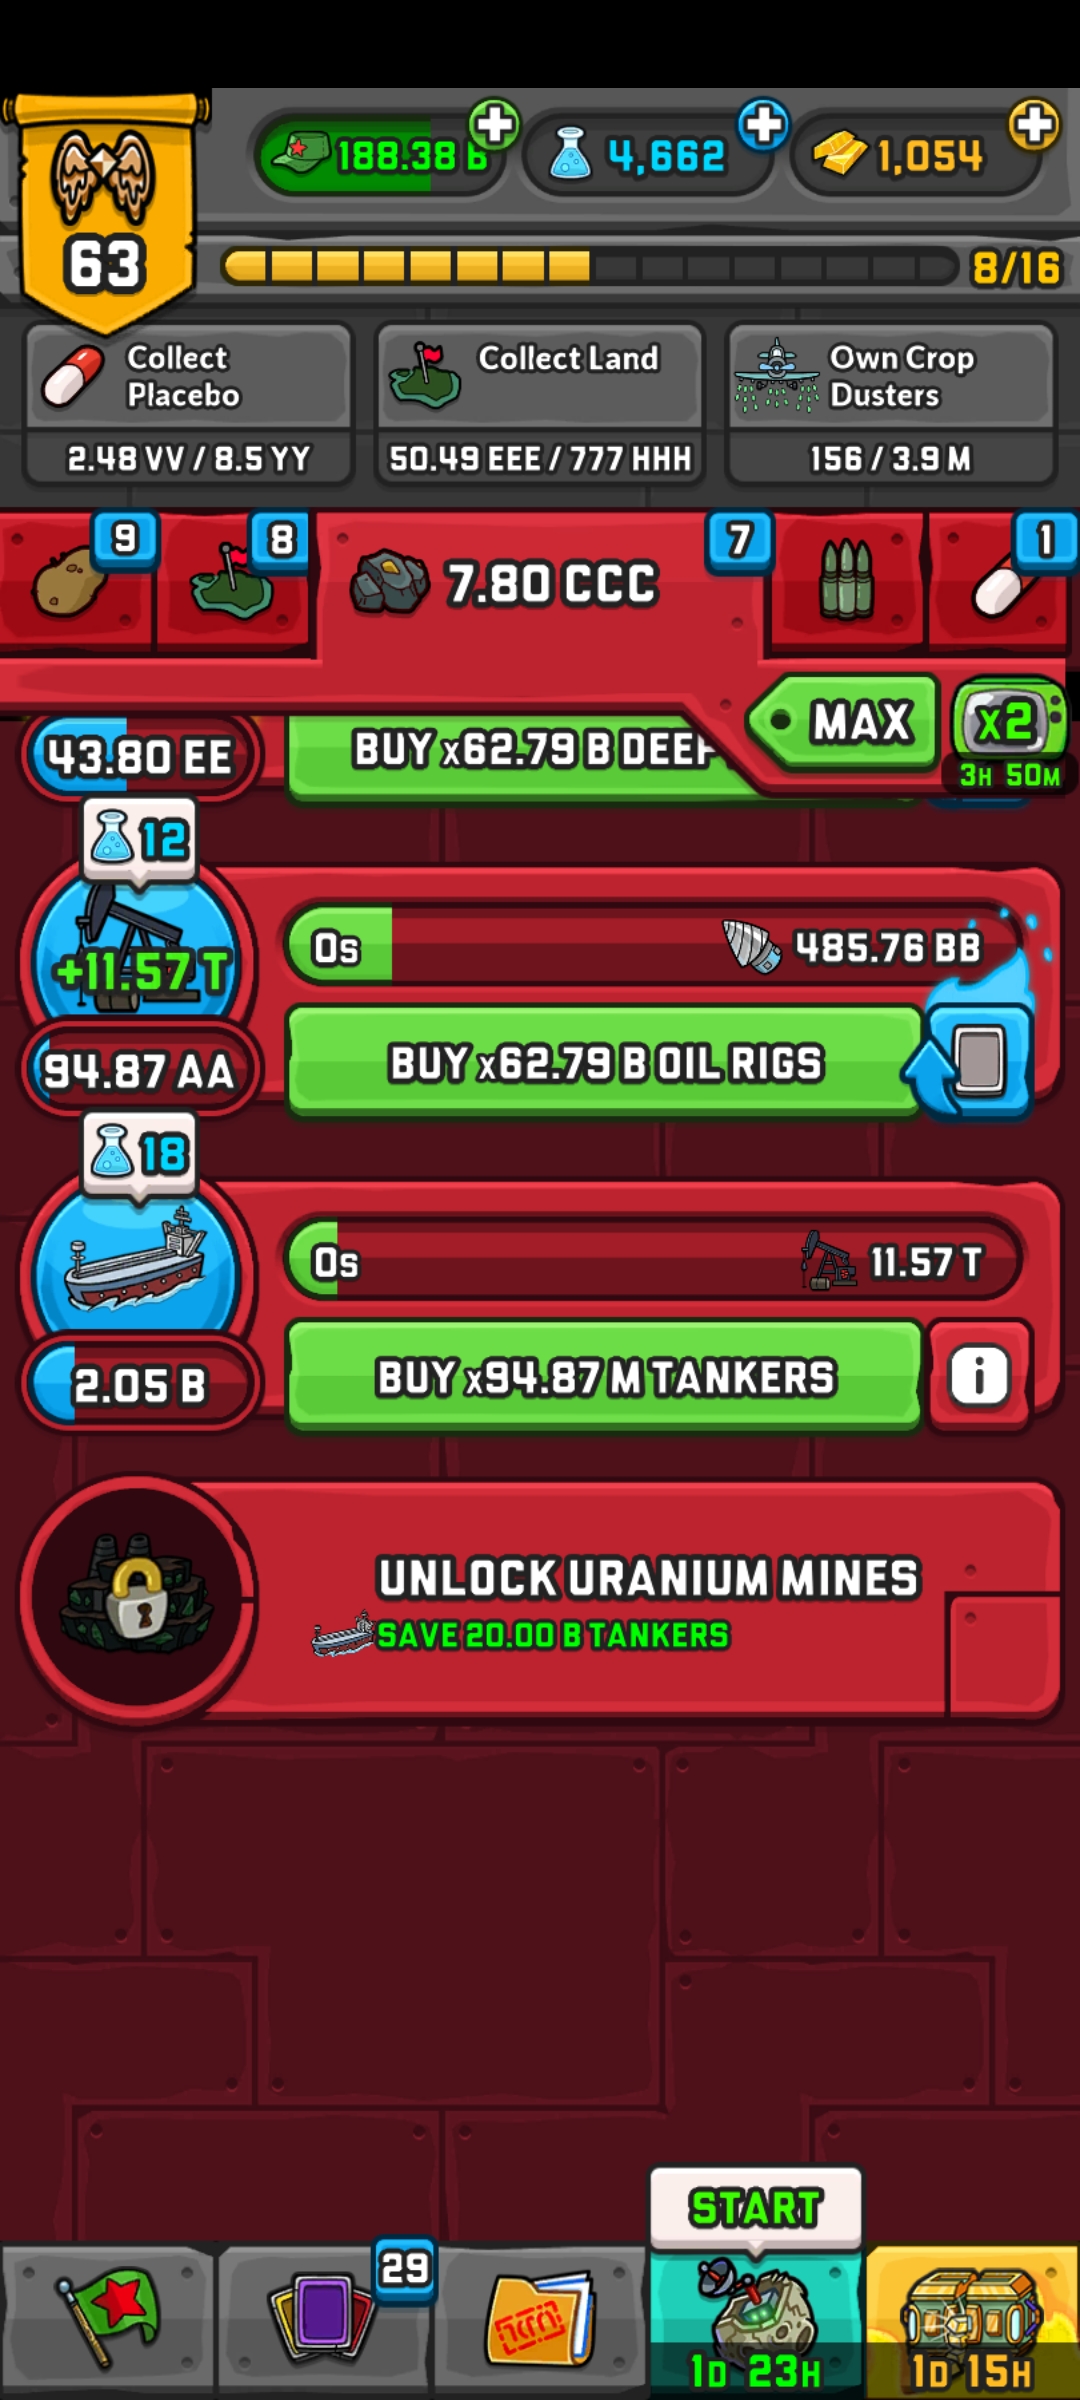 188.38 B
4,662
1,054
63
8/16
Collect
Placebo
2.48 VV / 8.5 YY
Collect Land
50.49 EEE / 777 HHH
Own Crop
Dusters
156 / 3.9 M
9
8
7.80 CCC
7
1
MAX
x2
3H 50M
43.80 EE
BUY x62.79 B DEEP
12
+11.57 T
94.87 AA
0s
485.76 BB
BUY x62.79 B OIL RIGS
18
2.05 B
0s
11.57 T
BUY x94.87 M TANKERS
i
UNLOCK URANIUM MINES
SAVE 20.00 B TANKERS
START
29
1D 23H
1D 15H